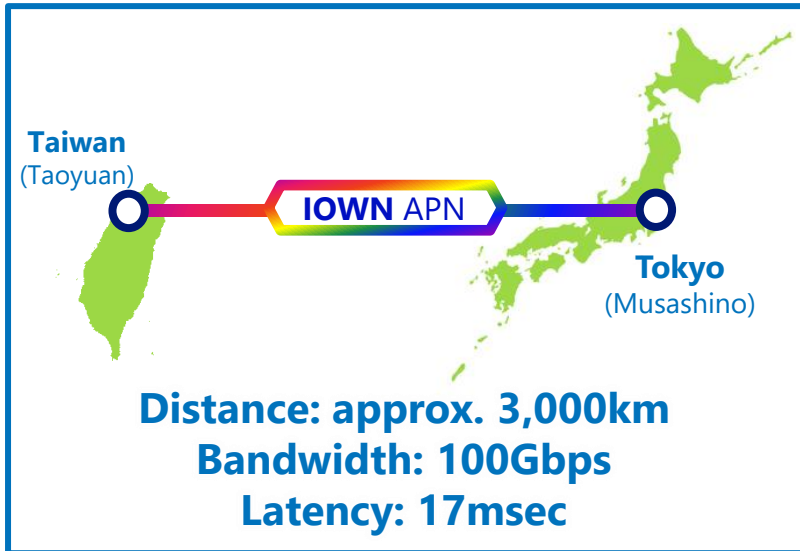 Taiwan
(Taoyuan)
IOWN APN
Tokyo
(Musashino)
Distance: approx. 3,000km
Bandwidth: 100Gbps
Latency: 17msec